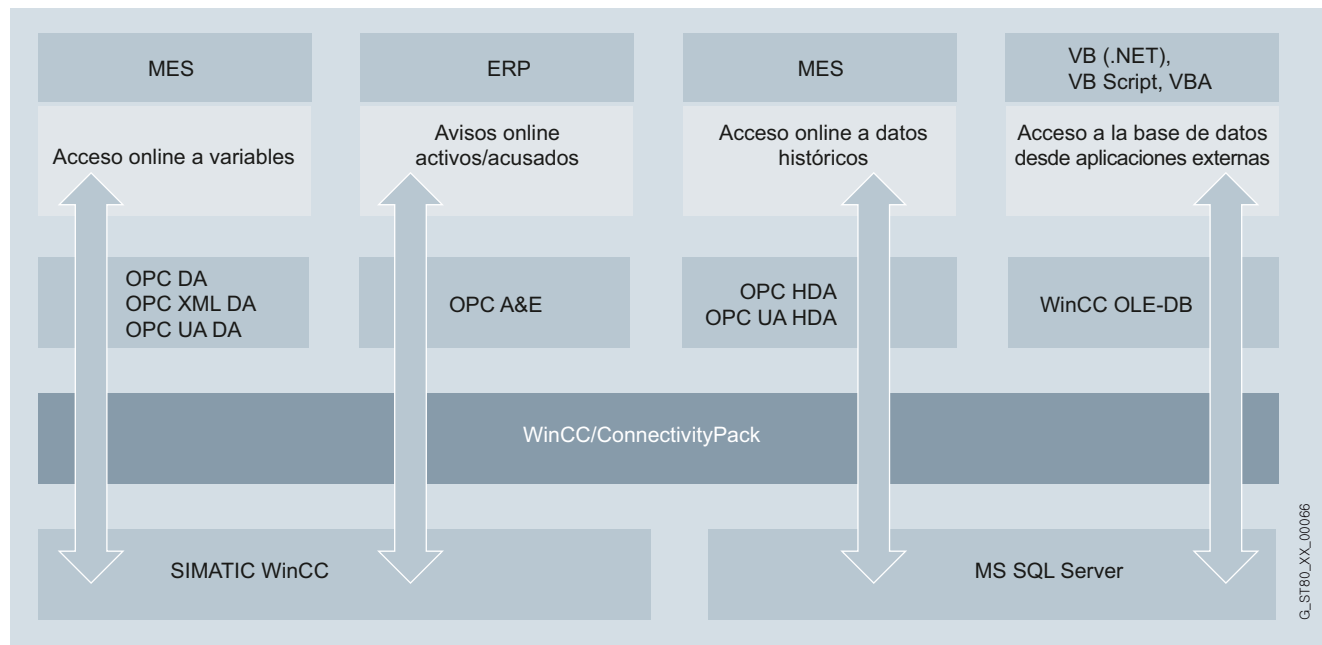 MES
ERP
MES
VB (.NET),
VB Script, VBA
Acceso online a variables
Avisos online
activos/acusados
Acceso online a datos
históricos
Acceso a la base de datos
desde aplicaciones externas
OPC DA
OPC XML DA
OPC UA DA
OPC A&E
OPC HDA
OPC UA HDA
WinCC OLE-DB
WinCC/ConnectivityPack
SIMATIC WinCC
MS SQL Server
G_ST80_XX_00066